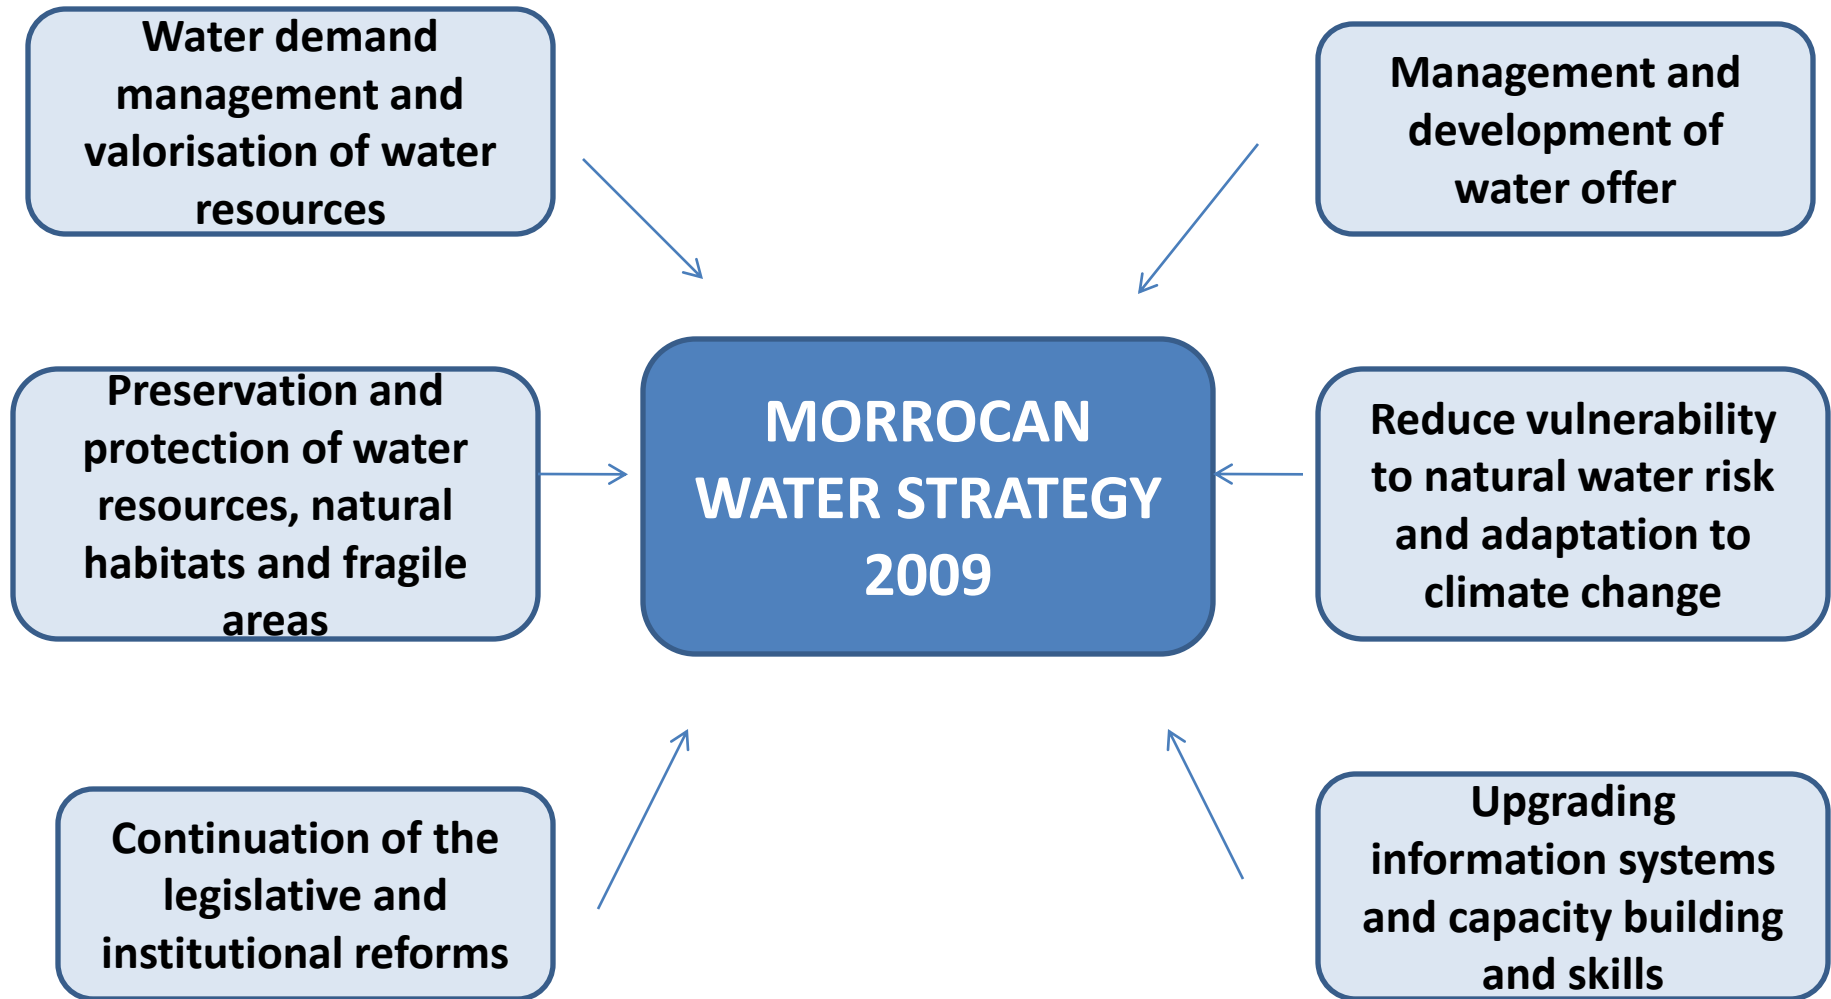 Water demand
management and
valorisation of water
resources
Management and
development of
water offer
Preservation and
protection of water
resources, natural
habitats and fragile
areas
MORROCAN
WATER STRATEGY
2009
Reduce vulnerability
to natural water risk
and adaptation to
climate change
Continuation of the
legislative and
institutional reforms
Upgrading
information systems
and capacity building
and skills